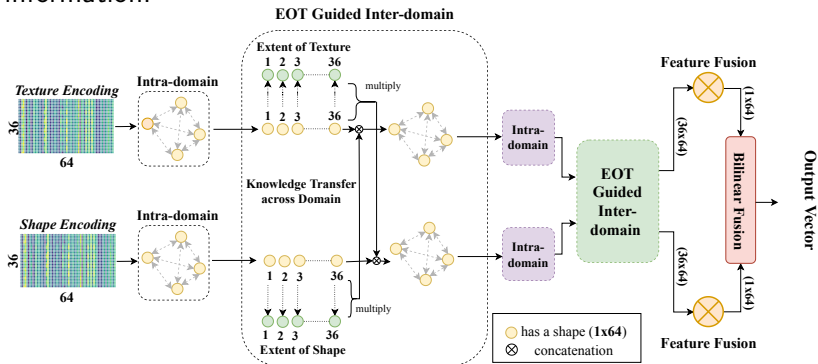 information.
EOT Guided Inter-domain
Extent of Texture
1 2 3 36
multiply
1 2 3 36
Intra-domain
Texture Encoding
36
64
Knowledge Transfer
across Domain
Intra-domain
Shape Encoding
36
64
1 2 3 36
multiply
1 2 3 36
Extent of Shape
Intra-
domain
Intra-
domain
EOT
Guided
Inter-
domain
Feature Fusion
(36x64)
(1x64)
Bilinear Fusion
Output Vector
(36x64)
(1x64)
Feature Fusion
has a shape (1x64)
concatenation